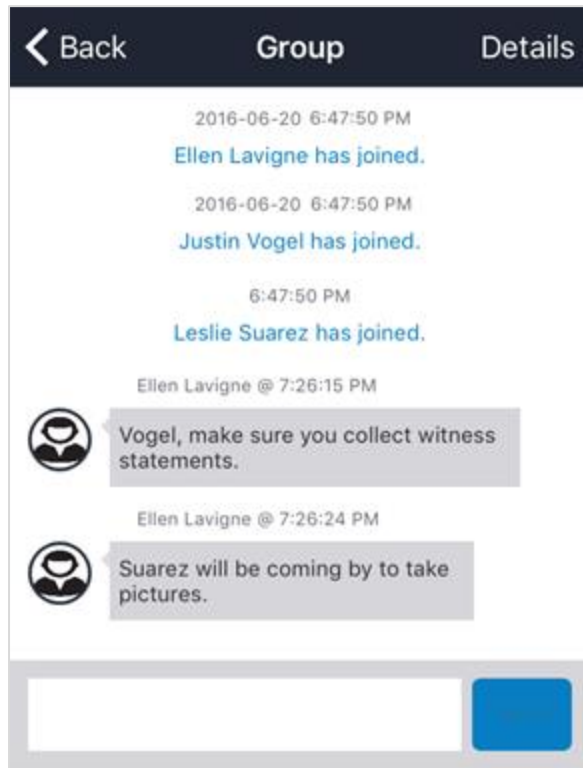 Back Group Details
2016-06-20 6:47:50 PM
Ellen Lavigne has joined.
2016-06-20 6:47:50 PM
Justin Vogel has joined.
6:47:50 PM
Leslie Suarez has joined.
Ellen Lavigne @ 7:26:15 PM
Vogel, make sure you collect witness
statements.
Ellen Lavigne @ 7:26:24 PM
Suarez will be coming by to take
pictures.